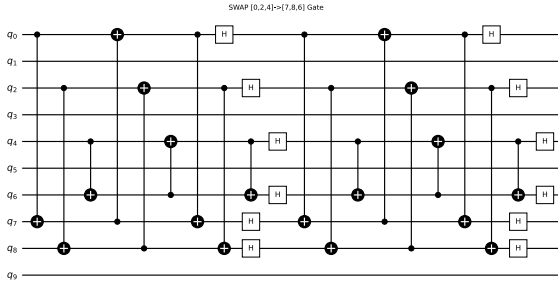 SWAP [0,2,4]->[7,8,6] Gate
q0 H H
q1
q2 H H
q3
q4 H H
q5
q6 H H
q7 H H
q8 H H
q9